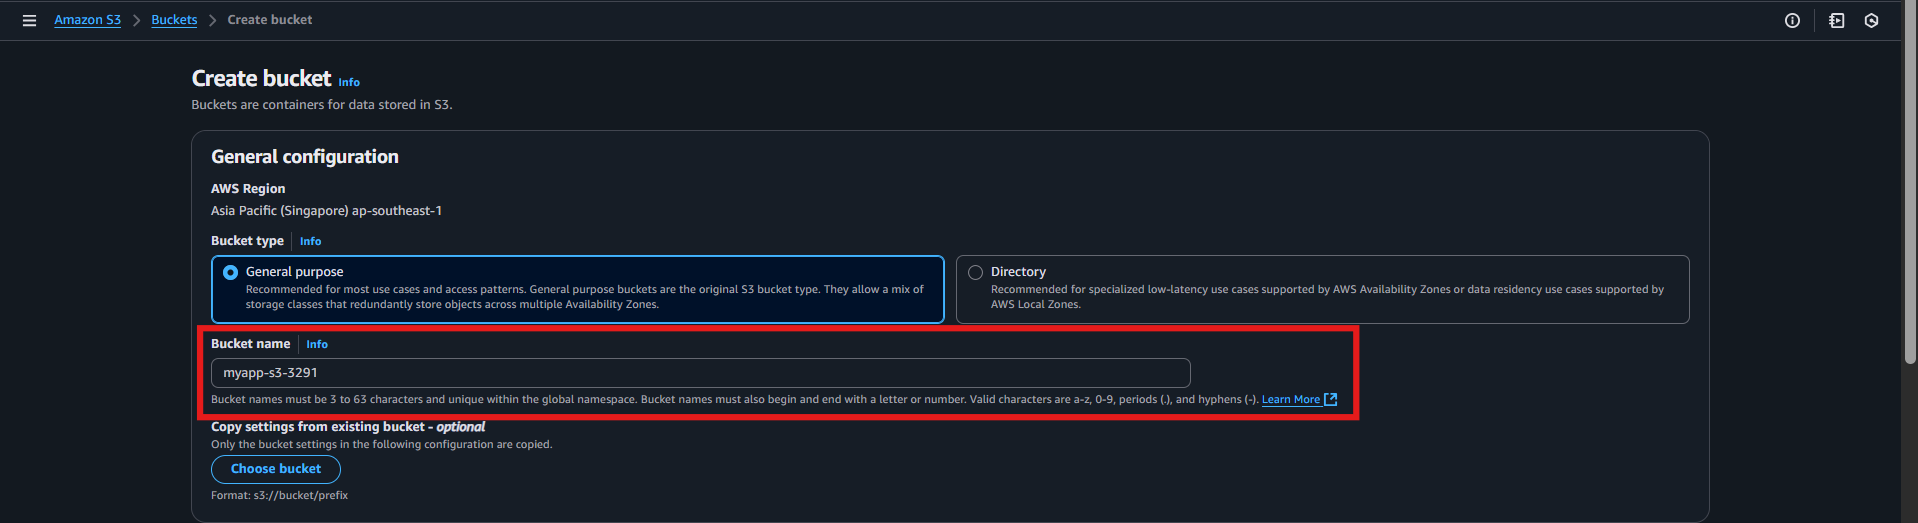 Amazon S3 > Buckets > Create bucket
Create bucket Info
Buckets are containers for data stored in S3.
General configuration
AWS Region
Asia Pacific (Singapore) ap-southeast-1
Bucket type Info
General purpose
Recommended for most use cases and access patterns. General purpose buckets are the original S3 bucket type. They allow a mix of
storage classes that redundantly store objects across multiple Availability Zones.
Directory
Recommended for specialized low-latency use cases supported by AWS Availability Zones or data residency use cases supported by
AWS Local Zones.
Bucket name Info
myapp-s3-3291
Bucket names must be 3 to 63 characters and unique within the global namespace. Bucket names must also begin and end with a letter or number. Valid characters are a-z, 0-9, periods (.), and hyphens (-). Learn More
Copy settings from existing bucket - optional
Only the bucket settings in the following configuration are copied.
Choose bucket
Format: s3://bucket/prefix